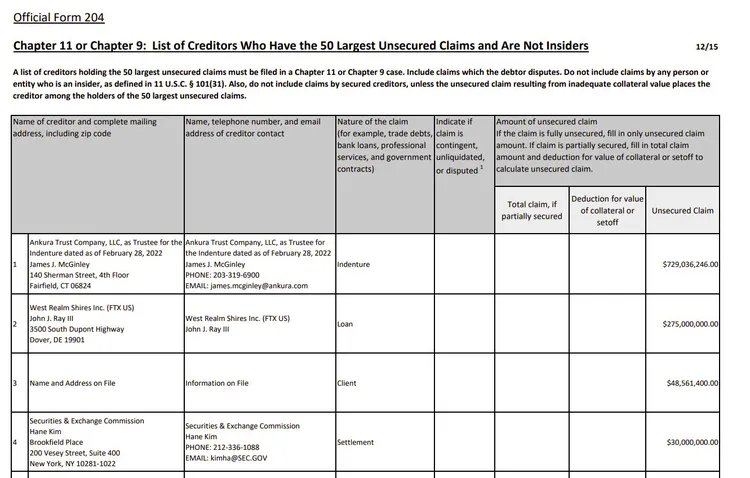 Official Form 204
Chapter 11 or Chapter 9: List of Creditors Who Have the 50 Largest Unsecured Claims and Are Not Insiders
12/15
A list of creditors holding the 50 largest unsecured claims must be filed in a Chapter 11 or Chapter 9 case. Include claims which the debtor disputes. Do not include claims by any person or
entity who is an insider, as defined in 11 U.S.C. § 101(31). Also, do not include claims by secured creditors, unless the unsecured claim resulting from inadequate collateral value places the
creditor among the holders of the 50 largest unsecured claims.
Name of creditor and complete mailing
address, including zip code
Name, telephone number, and email
address of creditor contact
Nature of the claim
(for example, trade debts,
bank loans, professional
services, and government
contracts)
Indicate if
claim is
contingent,
unliquidated,
or disputed 1
Amount of unsecured claim
If the claim is fully unsecured, fill in only unsecured claim
amount. If claim is partially secured, fill in total claim
amount and deduction for value of collateral or setoff to
calculate unsecured claim.
Total claim, if
partially secured
Deduction for value
of collateral or
setoff
Unsecured Claim
1
Ankura Trust Company, LLC, as Trustee for the
Indenture dated as of February 28, 2022
James J. McGinley
140 Sherman Street, 4th Floor
Fairfield, CT 06824
Ankura Trust Company, LLC, as Trustee for
the Indenture dated as of February 28, 2022
James J. McGinley
PHONE: 203-319-6900
EMAIL: james.mcginley@ankura.com
Indenture
$729,036,246.00
2
West Realm Shires Inc. (FTX US)
John J. Ray III
3500 South Dupont Highway
Dover, DE 19901
West Realm Shires Inc. (FTX US)
John J. Ray III
Loan
$275,000,000.00
3
Name and Address on File
Information on File
Client
$48,561,400.00
4
Securities & Exchange Commission
Hane Kim
Brookfield Place
200 Vesey Street, Suite 400
New York, NY 10281-1022
Securities & Exchange Commission
Hane Kim
PHONE: 212-336-1088
EMAIL: kimha@SEC.GOV
Settlement
$30,000,000.00